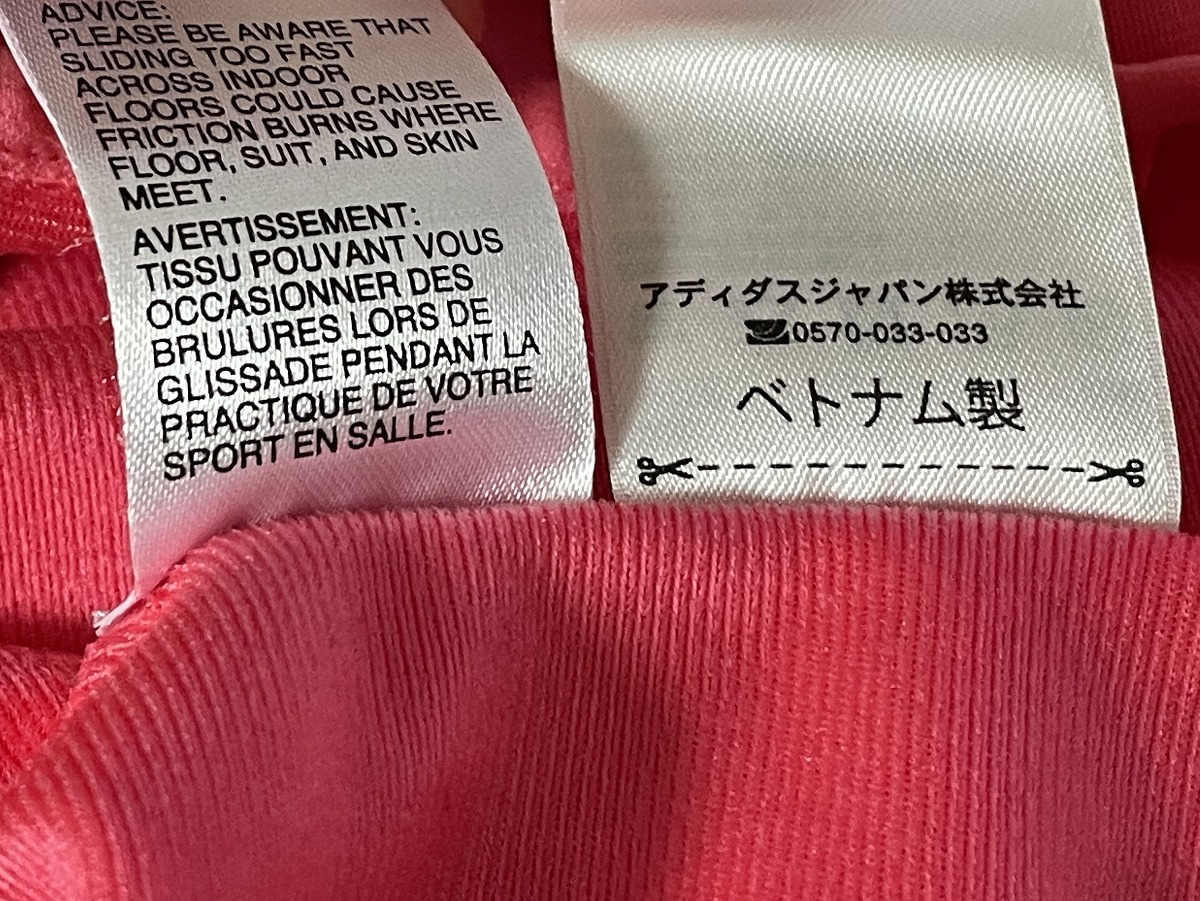 ADVICE:
PLEASE BE AWARE THAT
SLIDING TOO FAST
ACROSS INDOOR
FLOORS COULD CAUSE
FRICTION BURNS WHERE
FLOOR, SUIT, AND SKIN
MEET.
AVERTISSEMENT:
TISSU POUVANT VOUS
OCCASIONNER DES
BRULURES LORS DE
GLISSADE PENDANT LA
PRACTIQUE DE VOTRE
SPORT EN SALLE.
アディダスジャパン株式会社
0570-033-033
ベトナム製